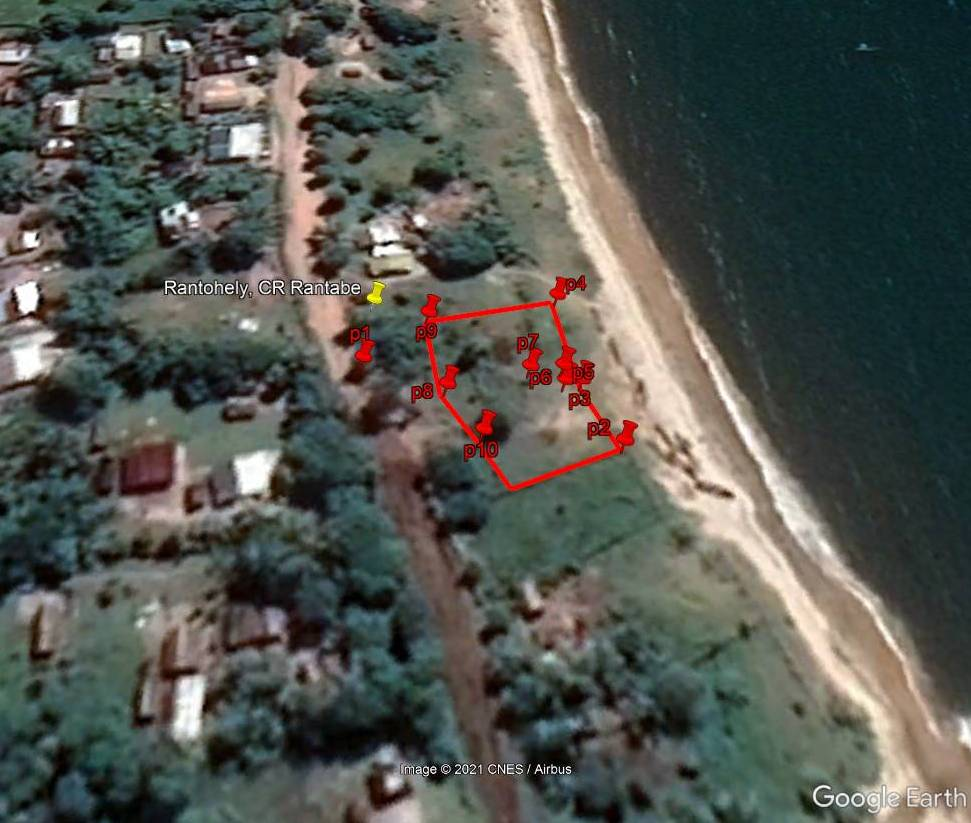 p4
Rantohely, CR Rantabe
p9
p1
p7
p5
p6
p8
p3
p2
p10
Image © 2021 CNES / Airbus
Google Earth